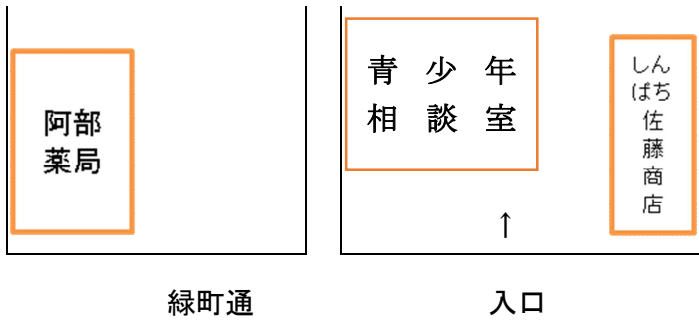 阿部
薬局
青少年
相談室
しん
ぱち
佐
藤
商
店
↑
緑町通
入口